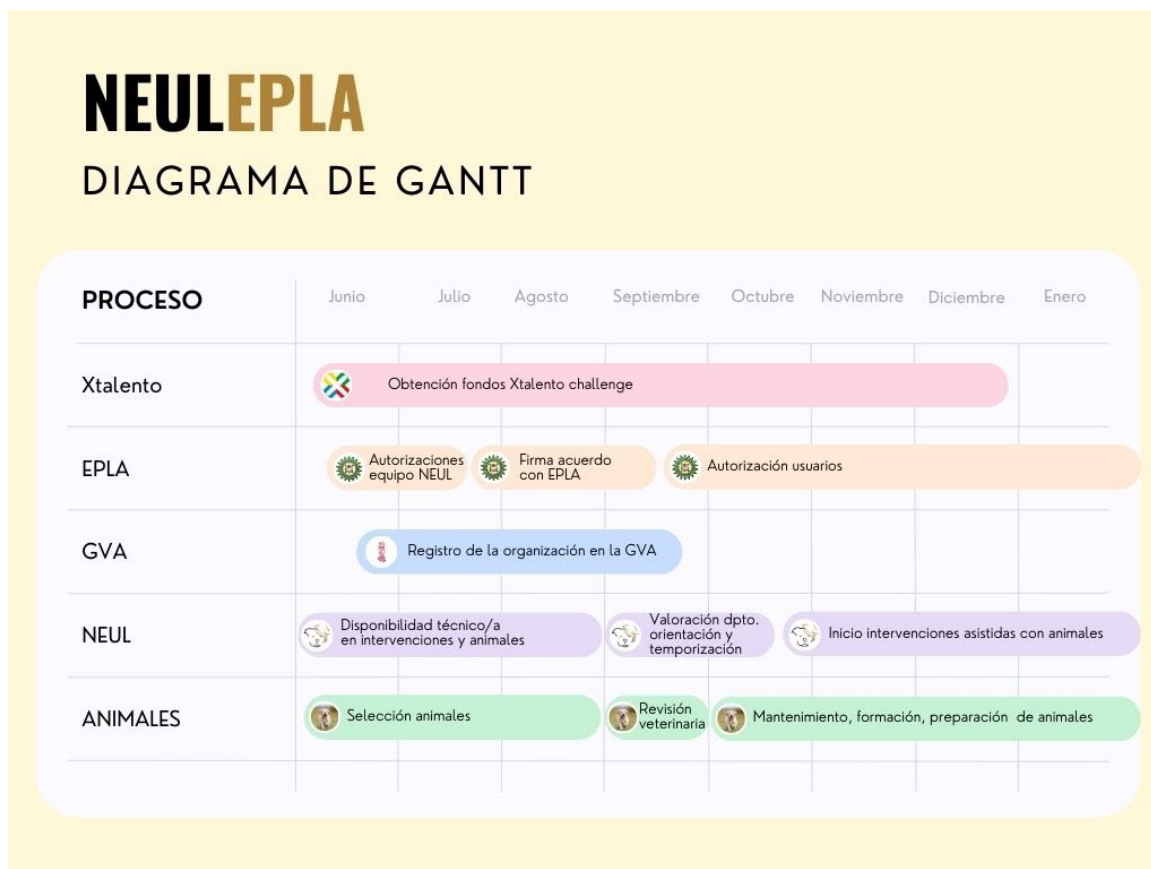 NEULEPLA
DIAGRAMA DE GANTT
PROCESO
Junio
Julio
Agosto
Septiembre
Octubre
Noviembre
Diciembre
Enero
Xtalento
Obtención fondos Xtalento challenge
EPLA
Autorizaciones
equipo NEUL
Firma acuerdo
con EPLA
Autorización usuarios
GVA
Registro de la organización en la GVA
NEUL
Disponibilidad técnico/a
en intervenciones y animales
Valoración dpto.
orientación y
temporización
Inicio intervenciones asistidas con animales
ANIMALES
Selección animales
Revisión
veterinaria
Mantenimiento, formación, preparación de animales